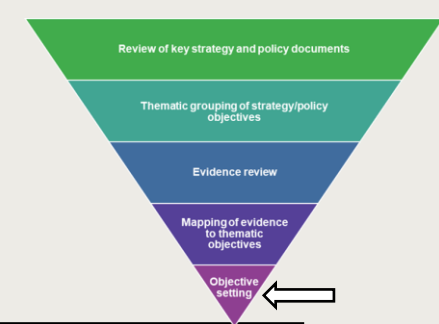 Review of key strategy and policy documents
Thematic grouping of strategy/policy
objectives
Evidence review
Mapping of evidence
to thematic
objectives
Objective
setting